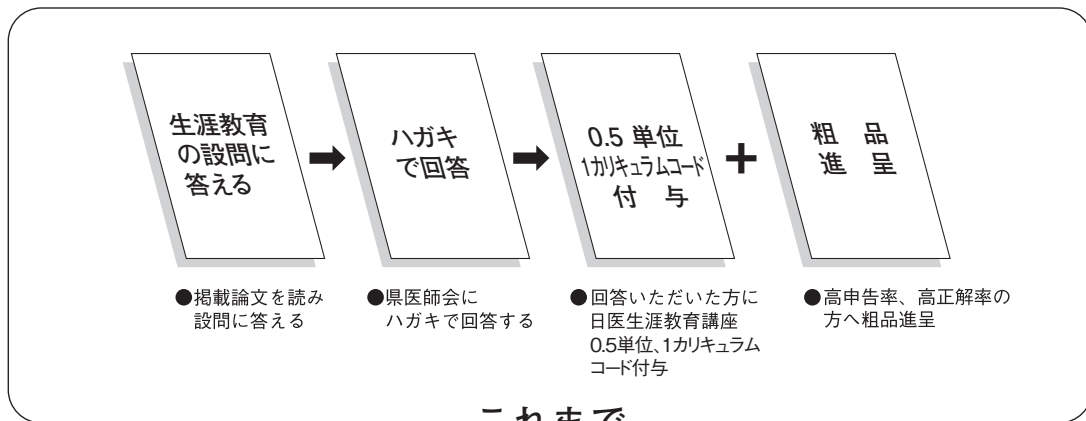 生涯教育
の設問に
答える
ハガキ
で回答
0.5 単位
1カリキュラムコード
付 与
粗 品
進 呈
●掲載論文を読み
設問に答える
●県医師会に
ハガキで回答する
●回答いただいた方に
日医生涯教育講座
0.5単位、1カリキュラム
コード付与
●高申告率、高正解率の
方へ粗品進呈
これまで